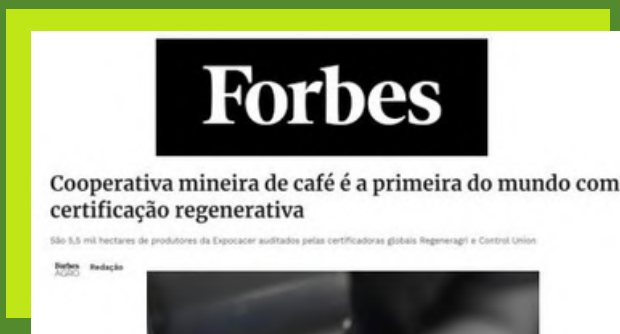 Forbes
Cooperativa mineira de café é a primeira do mundo com
certificação regenerativa
São 5,5 mil hectares de produtores da Expocacer auditados pelas certificadoras globais Regeneragri e Control Union
Forbes
AGRO
Redação